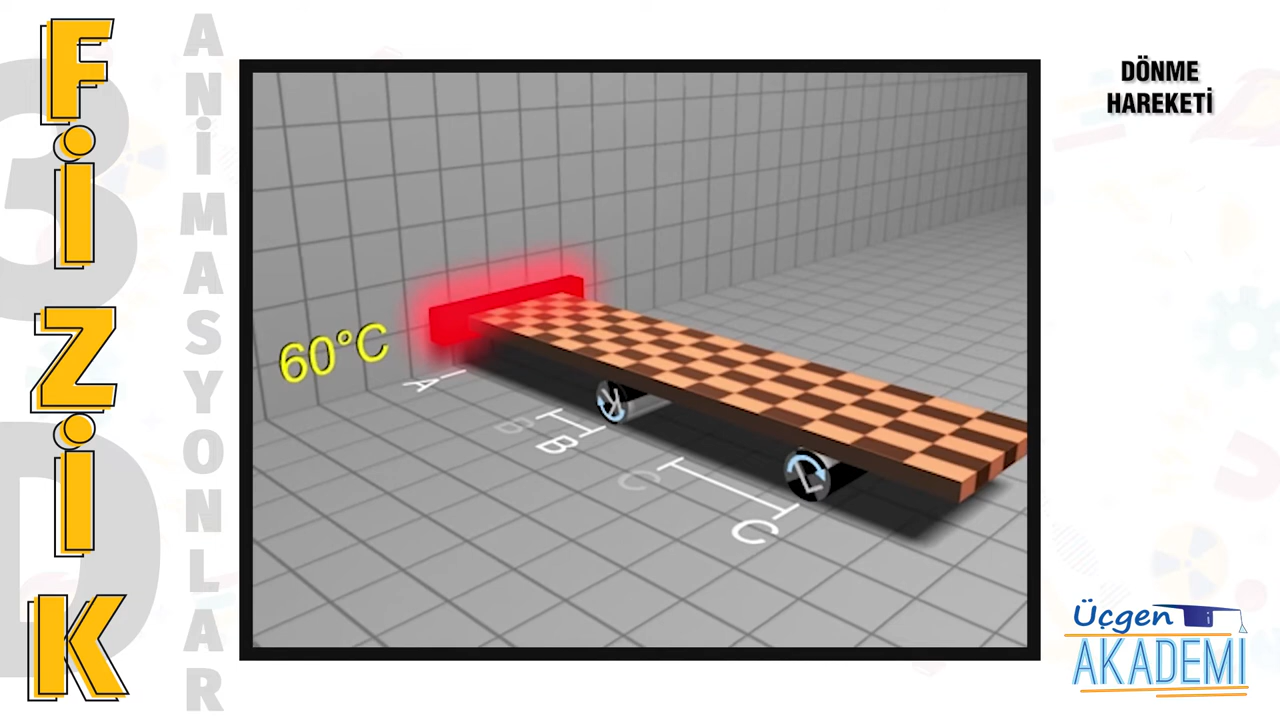 FİZİK
3D
ANİMASYONLAR
DÖNME
HAREKETİ
60°C
A
B
B
C
C
K
L
Üçgen
AKADEMİ